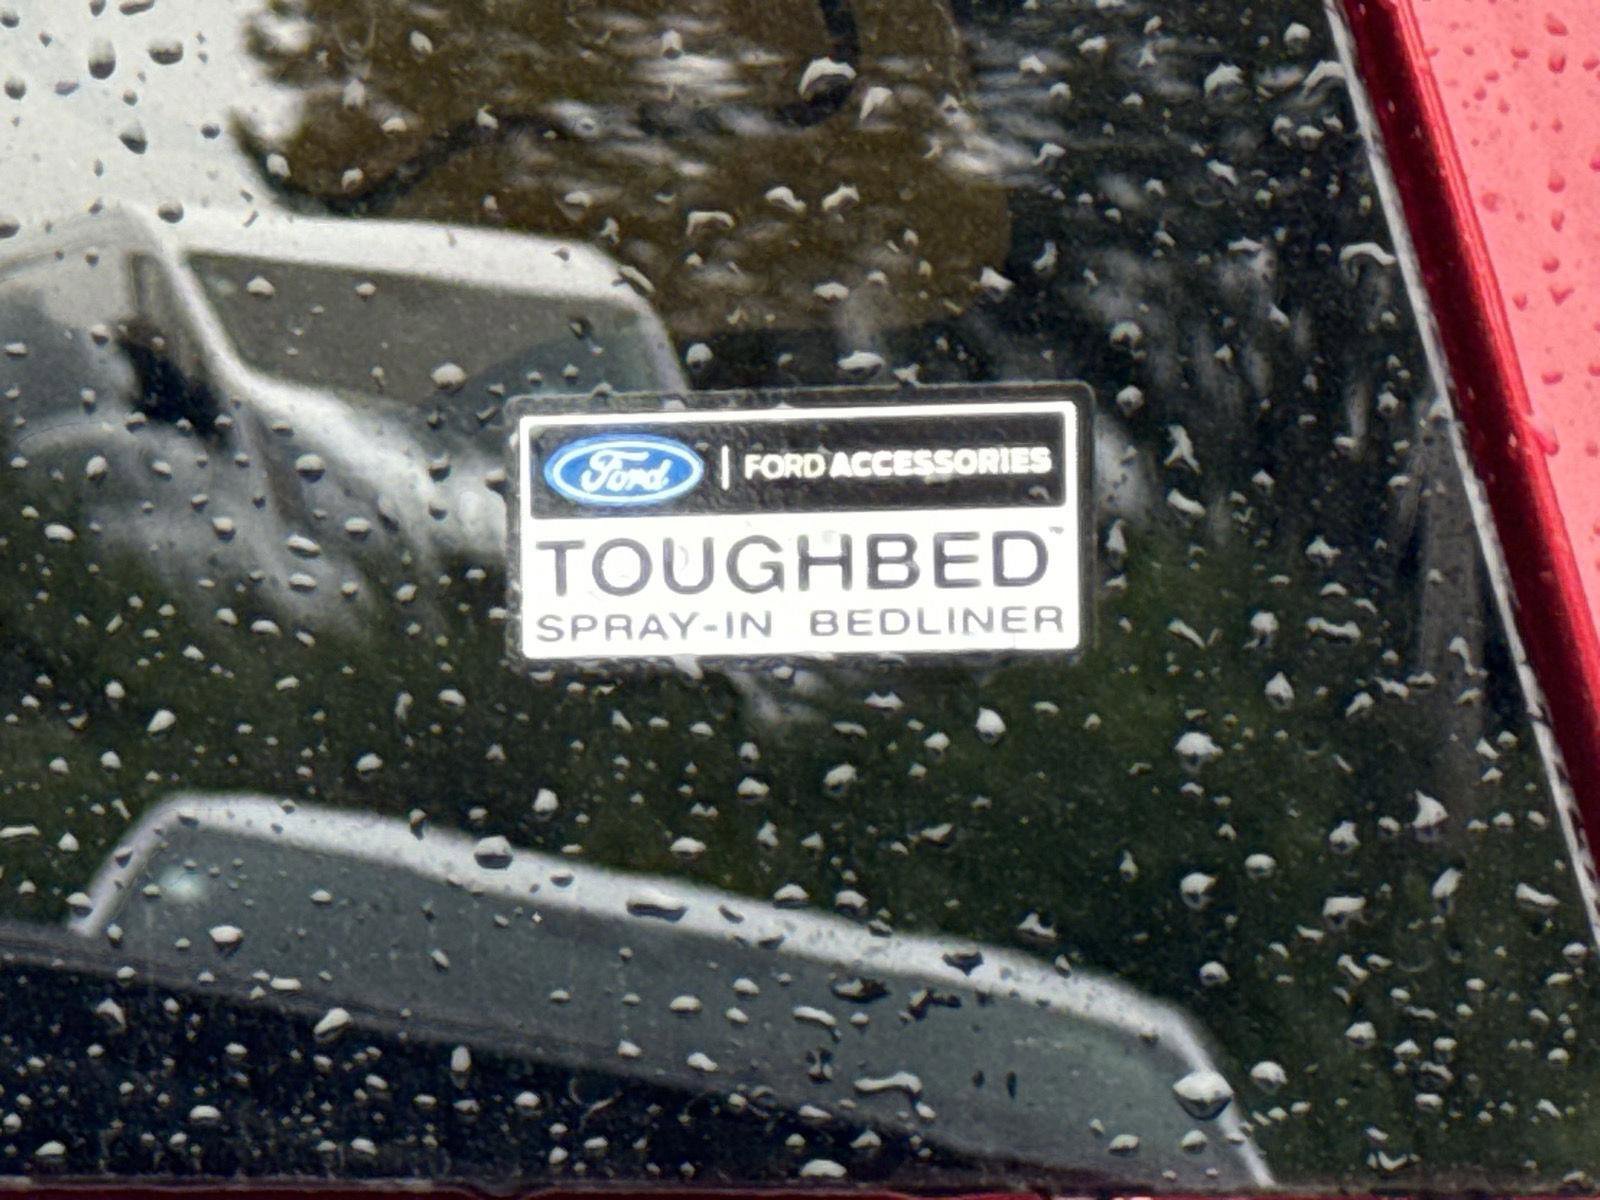 Ford | FORD ACCESSORIES
TOUGHBED™
SPRAY-IN BEDLINER